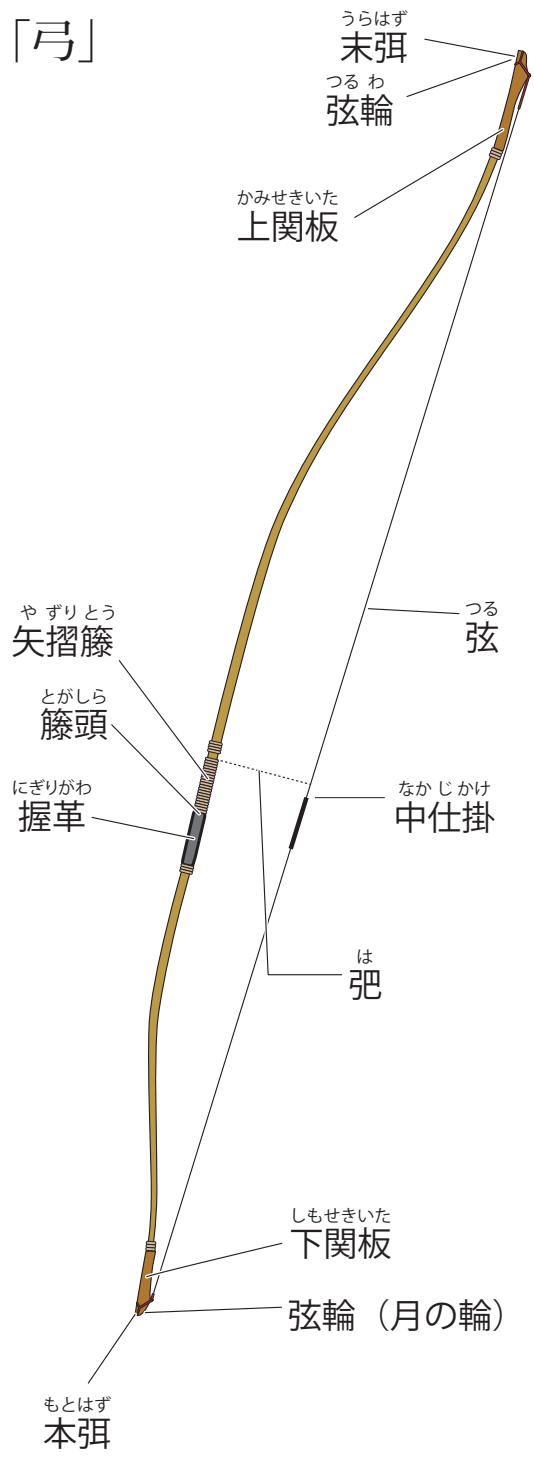 「弓」
うらはず
末弭
つる わ
弦輪
かみせきいた
上関板
や ずり とう
矢摺籐
とがしら
籐頭
にぎりがわ
握革
つる
弦
なか じ かけ
中仕掛
は
弝
しもせきいた
下関板
弦輪（月の輪）
もとはず
本弭